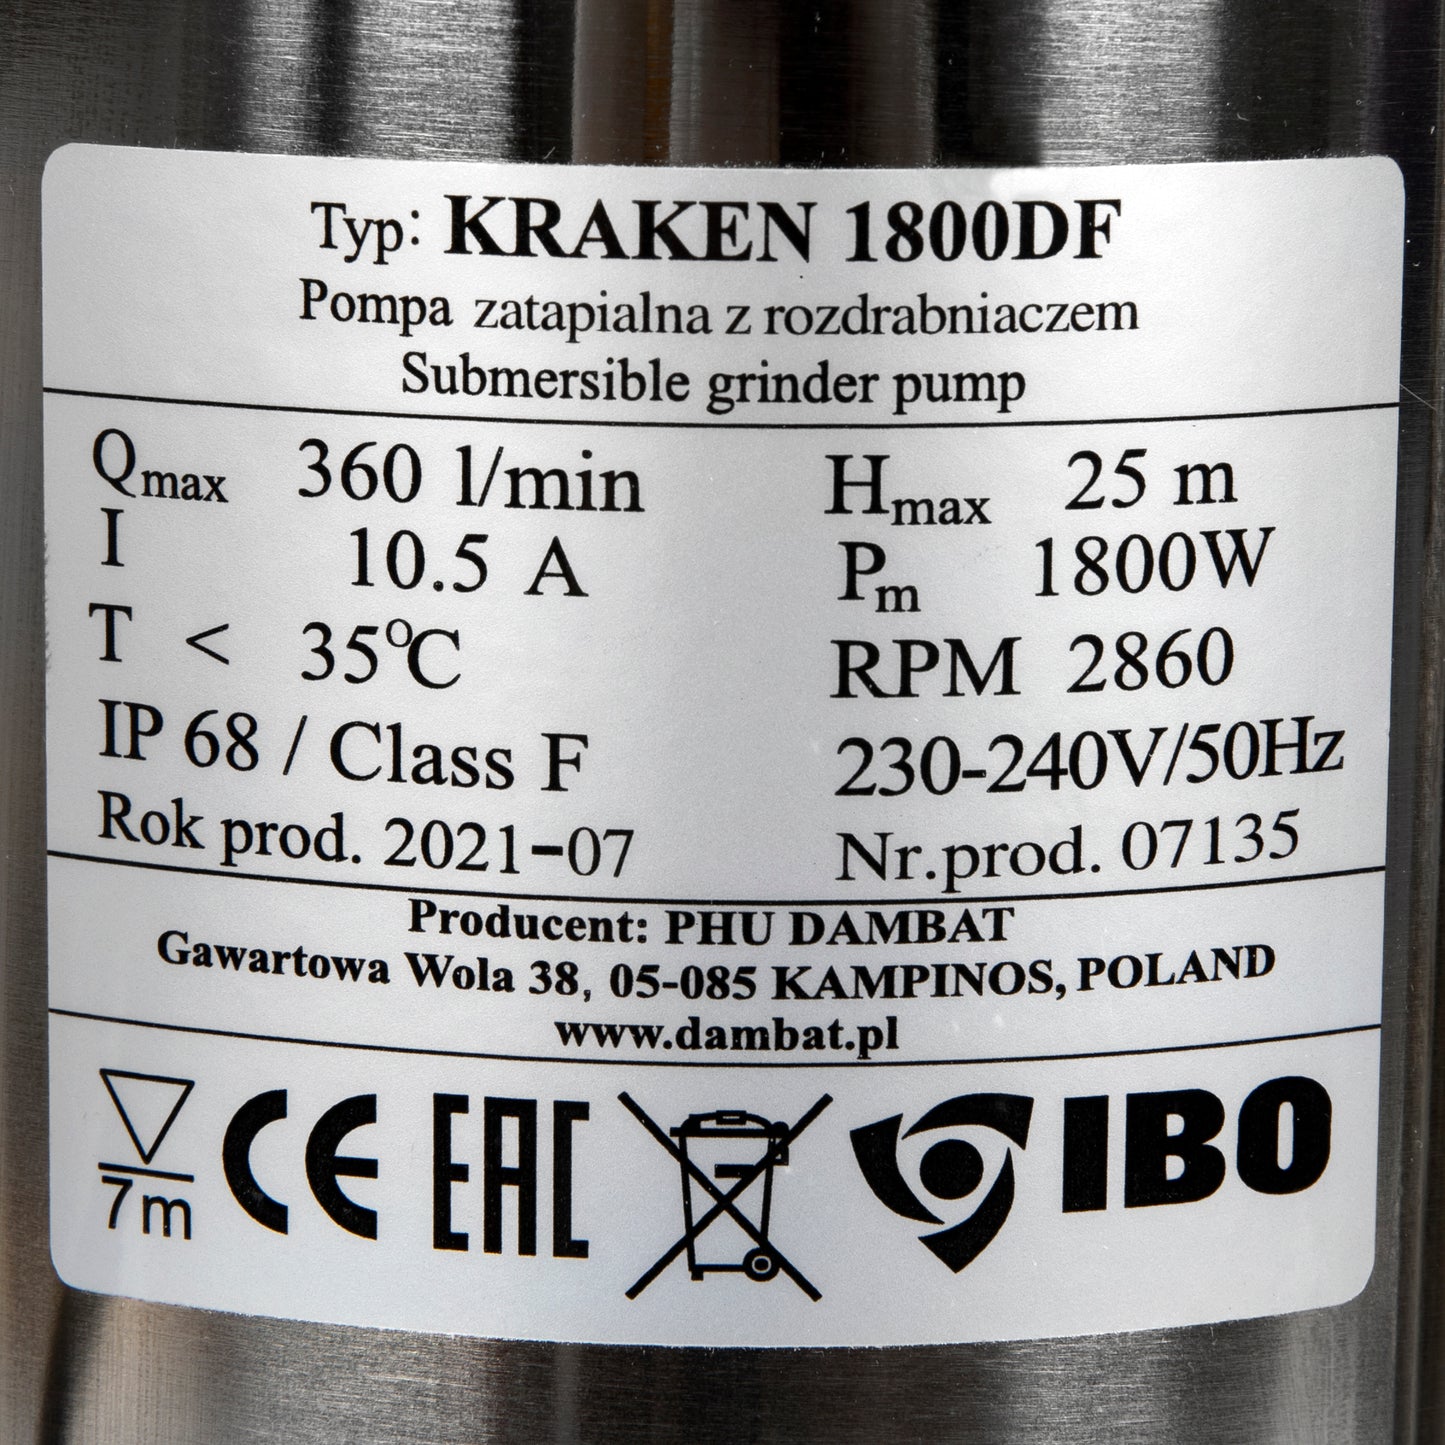 Typ: KRAKEN 1800DF
Pompa zatapialna z rozdrabniaczem
Submersible grinder pump
Qmax 360 l/min Hmax 25 m
I 10.5 A Pm 1800W
T < 35°C RPM 2860
IP 68 / Class F 230-240V/50Hz
Rok prod. 2021-07 Nr.prod. 07135
Producent: PHU DAMBAT
Gawartowa Wola 38, 05-085 KAMPINOS, POLAND
www.dambat.pl
7m CE EAC IBO